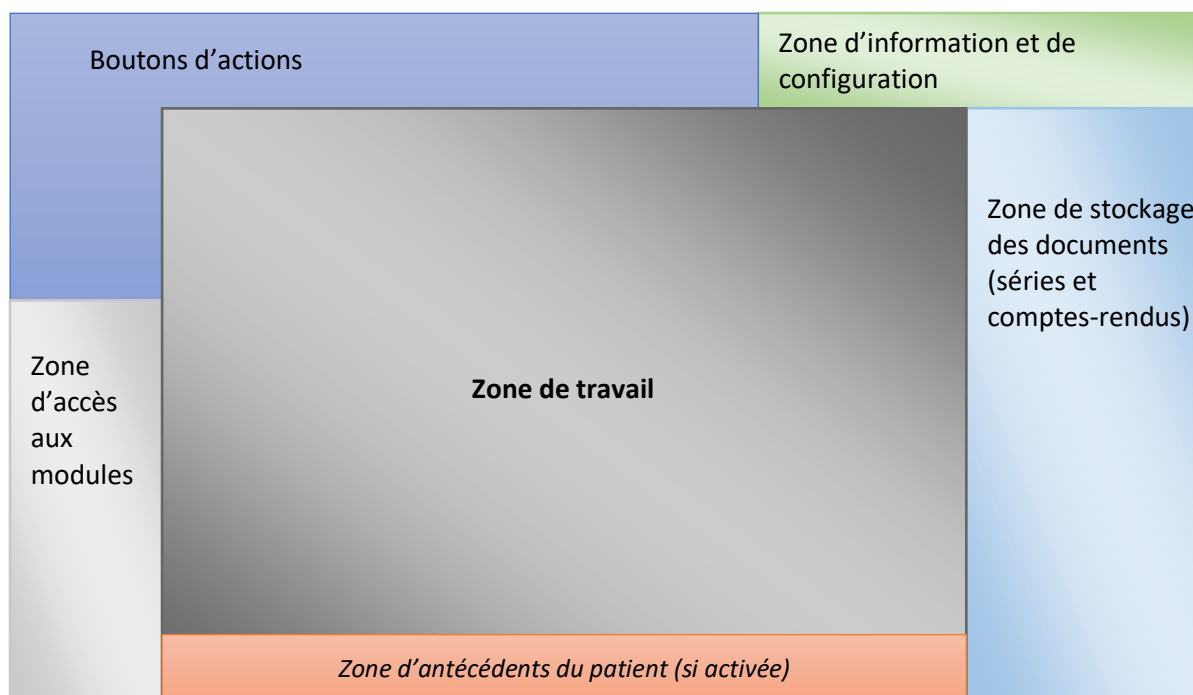 Boutons d’actions
Zone d’information et de
configuration
Zone de stockage
des documents
(séries et
comptes-rendus)
Zone
d’accès
aux
modules
Zone de travail
Zone d’antécédents du patient (si activée)